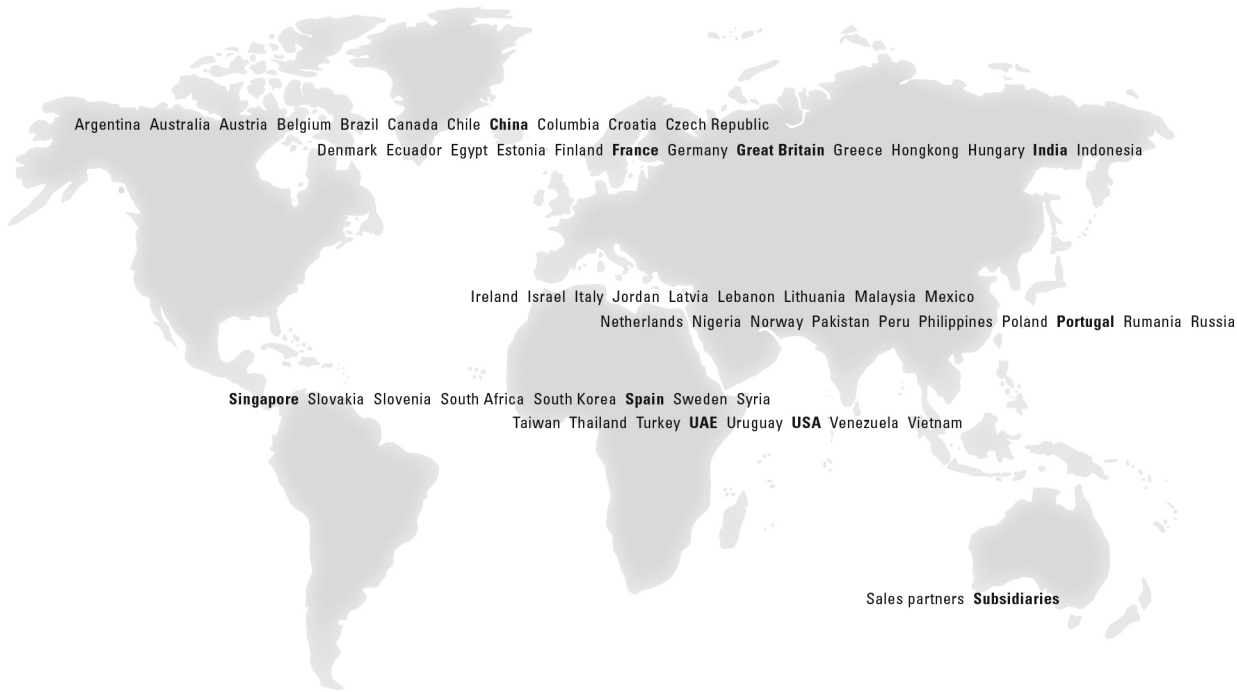 Argentina Australia Austria Belgium Brazil Canada Chile China Columbia Croatia Czech Republic
Denmark Ecuador Egypt Estonia Finland France Germany Great Britain Greece Hongkong Hungary India Indonesia
Ireland Israel Italy Jordan Latvia Lebanon Lithuania Malaysia Mexico
Netherlands Nigeria Norway Pakistan Peru Philippines Poland Portugal Rumania Russia
Singapore Slovakia Slovenia South Africa South Korea Spain Sweden Syria
Taiwan Thailand Turkey UAE Uruguay USA Venezuela Vietnam
Sales partners Subsidiaries